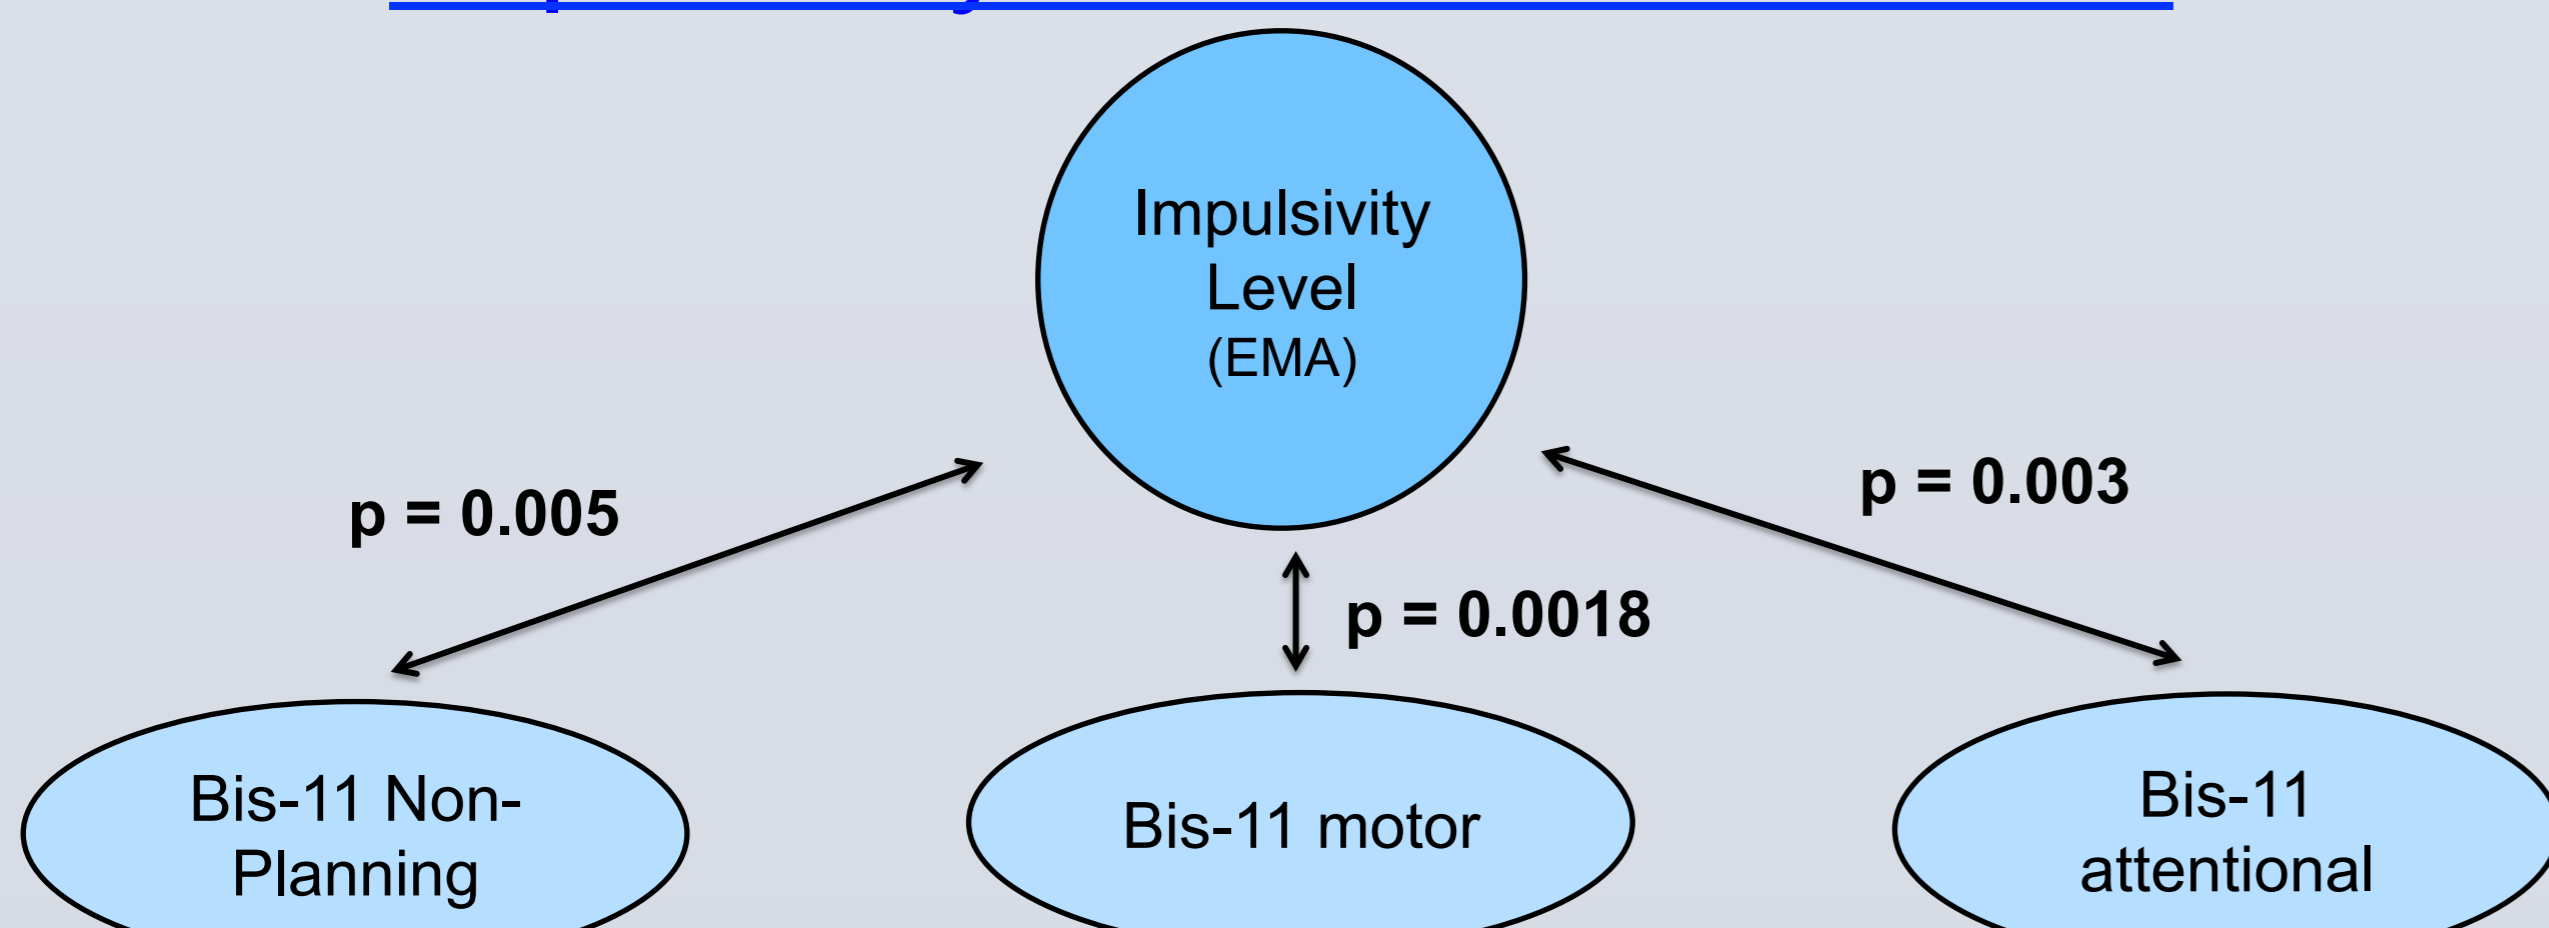 Impulsivity
Level
(EMA)
p = 0.005
p = 0.003
p = 0.0018
Bis-11 Non-
Planning
Bis-11 motor
Bis-11
attentional